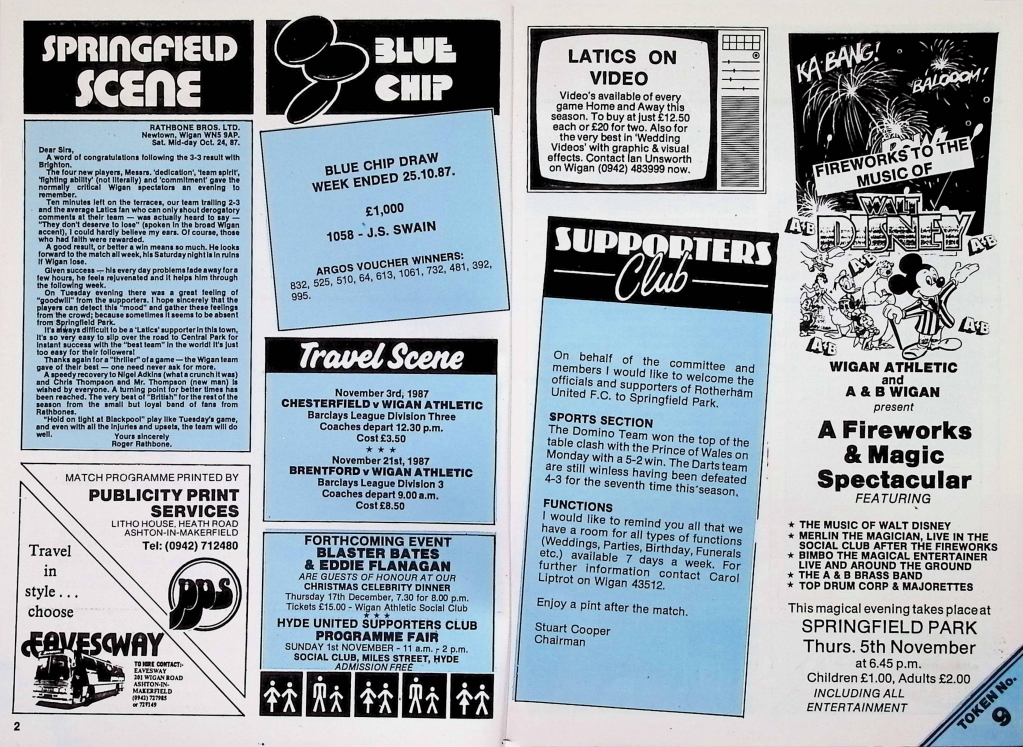 SPRINGFIELD
SCENE
RATHBONE BROS. LTD.
Newtown, Wigan WN5 9AP.
Sat. Mid-day Oct. 24, 87.
Dear Sirs,
A word of congratulations following the 3-3 result with
Brighton.
The four new players, Messrs. 'dedication', 'team spirit',
'fighting ability' (not literally) and 'commitment' gave the
normally critical Wigan spectators an evening to
remember.
Ten minutes left on the terraces, our team trailing 2-3
and the average Latics fan who can only shout derogatory
comments at their team — was actually heard to say —
"They don't deserve to lose" (spoken in the broad Wigan
accent), I could hardly believe my ears. Of course, those
who had faith were rewarded.
A good result, or better a win means so much. He looks
forward to the match all week, his Saturday night is in ruins
if Wigan lose.
Given success — his every day problems fade away for a
few hours, he feels rejuvenated and it helps him through
the following week.
On Tuesday evening there was a great feeling of
"goodwill" from the supporters. I hope sincerely that the
players can detect this "mood" and gather these feelings
from the crowd; because sometimes it seems to be absent
from Springfield Park.
It's always difficult to be a 'Latics' supporter in this town,
it's so very easy to slip over the road to Central Park for
instant success with the "best team" in the world! It's just
too easy for their followers!
Thanks again for a "thriller" of a game — the Wigan team
gave of their best — one need never ask for more.
A speedy recovery to Nigel Adkins (what a crunch it was)
and Chris Thompson and Mr. Thompson (new man) is
wished by everyone. A turning point for better times has
been reached. The very best of "British" for the rest of the
season from the small but loyal band of fans from
Rathbones.
"Hold on tight at Blackpool" play like Tuesday's game,
and even with all the injuries and upsets, the team will do
well.
Yours sincerely
Roger Rathbone.
MATCH PROGRAMME PRINTED BY
PUBLICITY PRINT
SERVICES
LITHO HOUSE, HEATH ROAD
ASHTON-IN-MAKERFIELD
Tel: (0942) 712480
pps
Travel
in
style...
choose
EAVESWAY
TO HIRE CONTACT:-
EAVESWAY
201 WIGAN ROAD
ASHTON-IN-
MAKERFIELD
(0942) 727985
or 729149
2
BLUE
CHIP
BLUE CHIP DRAW
WEEK ENDED 25.10.87.
£1,000
1058 - J.S. SWAIN
ARGOS VOUCHER WINNERS:
832, 525, 510, 64, 613, 1061, 732, 481, 392,
995.
Travel Scene
November 3rd, 1987
CHESTERFIELD v WIGAN ATHLETIC
Barclays League Division Three
Coaches depart 12.30 p.m.
Cost £3.50
★ ★ ★
November 21st, 1987
BRENTFORD v WIGAN ATHLETIC
Barclays League Division 3
Coaches depart 9.00 a.m.
Cost £8.50
FORTHCOMING EVENT
BLASTER BATES
& EDDIE FLANAGAN
ARE GUESTS OF HONOUR AT OUR
CHRISTMAS CELEBRITY DINNER
Thursday 17th December, 7.30 for 8.00 p.m.
Tickets £15.00 - Wigan Athletic Social Club
★ ★ ★
HYDE UNITED SUPPORTERS CLUB
PROGRAMME FAIR
SUNDAY 1st NOVEMBER - 11 a.m. - 2 p.m.
SOCIAL CLUB, MILES STREET, HYDE
ADMISSION FREE
LATICS ON
VIDEO
Video's available of every
game Home and Away this
season. To buy at just £12.50
each or £20 for two. Also for
the very best in 'Wedding
Videos' with graphic & visual
effects. Contact Ian Unsworth
on Wigan (0942) 483999 now.
SUPPORTERS
Club
On behalf of the committee and
members I would like to welcome the
officials and supporters of Rotherham
United F.C. to Springfield Park.
SPORTS SECTION
The Domino Team won the top of the
table clash with the Prince of Wales on
Monday with a 5-2 win. The Darts team
are still winless having been defeated
4-3 for the seventh time this season.
FUNCTIONS
I would like to remind you all that we
have a room for all types of functions
(Weddings, Parties, Birthday, Funerals
etc.) available 7 days a week. For
further information contact Carol
Liptrot on Wigan 43512.
Enjoy a pint after the match.
Stuart Cooper
Chairman
KA BANG!
BALOOOM!
FIREWORKS TO THE
MUSIC OF
WALT
DISNEY
A&B
A&B
A&B
A&B
A&B
WIGAN ATHLETIC
and
A & B WIGAN
present
A Fireworks
& Magic
Spectacular
FEATURING
★ THE MUSIC OF WALT DISNEY
★ MERLIN THE MAGICIAN, LIVE IN THE
SOCIAL CLUB AFTER THE FIREWORKS
★ BIMBO THE MAGICAL ENTERTAINER
LIVE AND AROUND THE GROUND
★ THE A & B BRASS BAND
★ TOP DRUM CORP & MAJORETTES
This magical evening takes place at
SPRINGFIELD PARK
Thurs. 5th November
at 6.45 p.m.
Children £1.00, Adults £2.00
INCLUDING ALL
ENTERTAINMENT
TOKEN No.
9